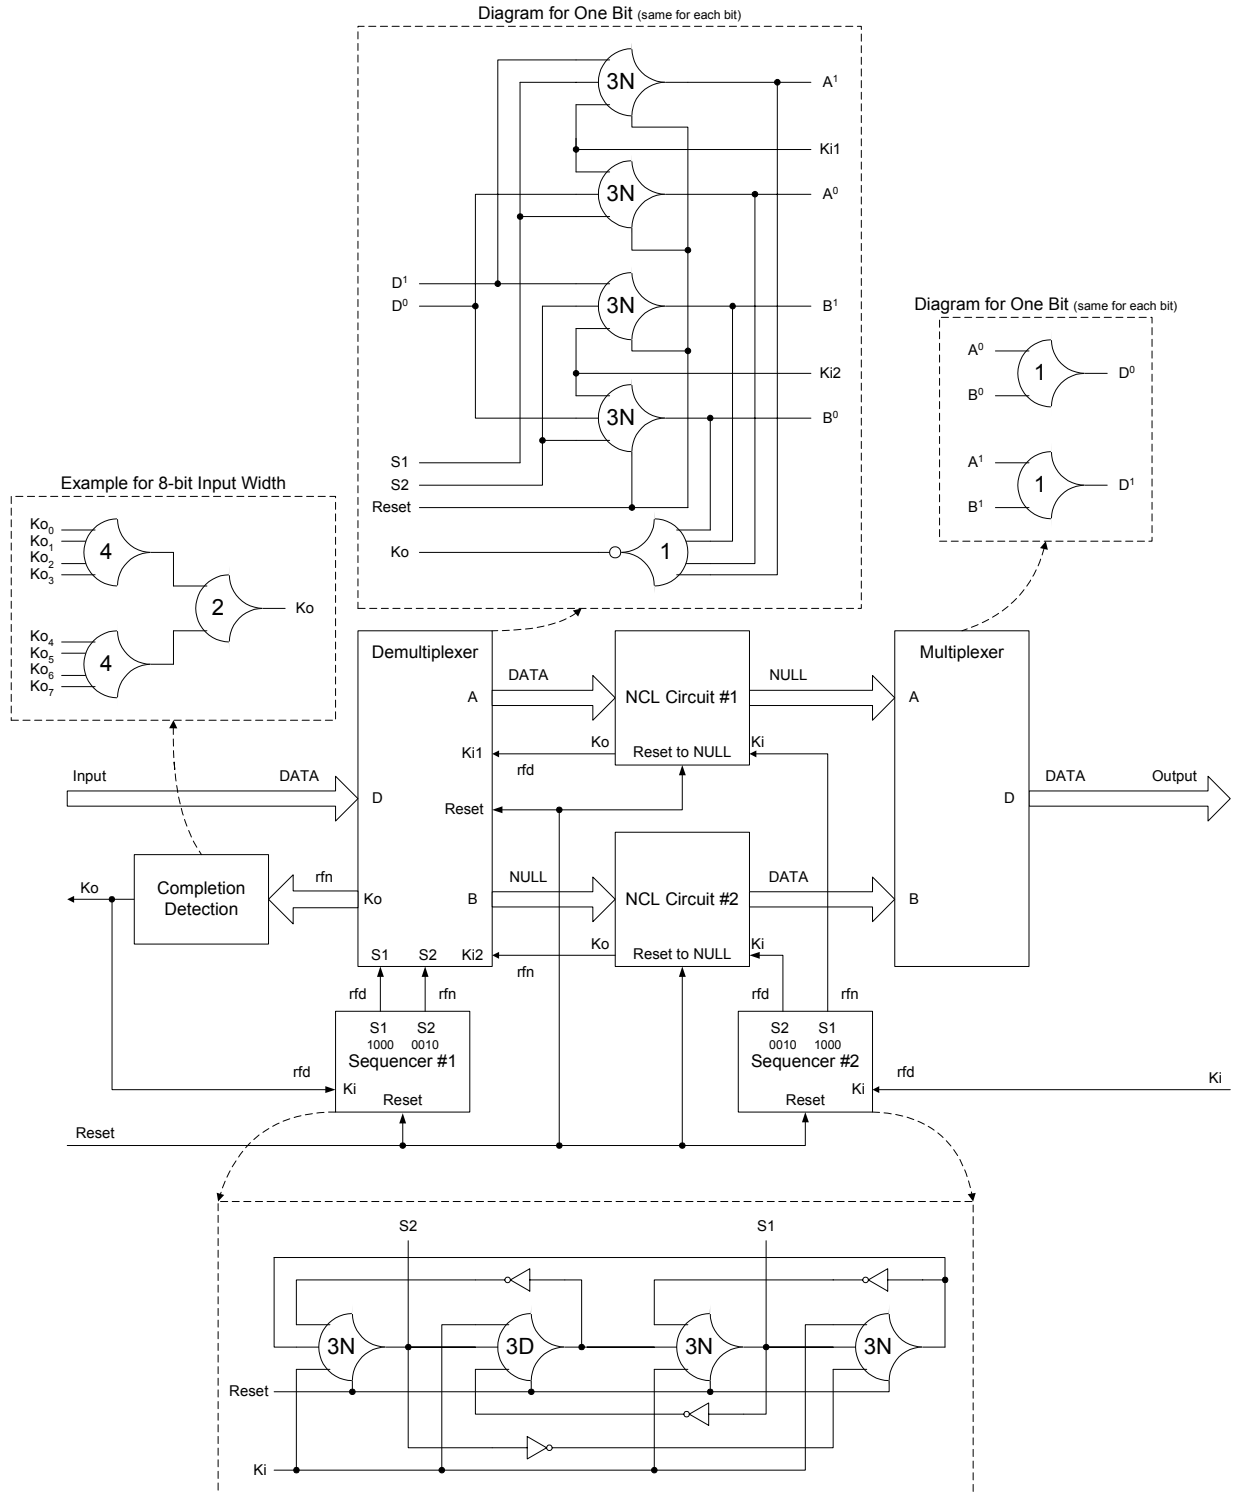 Diagram for One Bit (same for each bit)
3N
A¹
Ki1
3N
A⁰
D¹
D⁰
3N
B¹
Ki2
3N
B⁰
S1
S2
Reset
Ko
1
Diagram for One Bit (same for each bit)
A⁰
B⁰
1
D⁰
A¹
B¹
1
D¹
Example for 8-bit Input Width
Ko₀
Ko₁
Ko₂
Ko₃
4
2
Ko
Ko₄
Ko₅
Ko₆
Ko₇
4
Demultiplexer
A
DATA
NCL Circuit #1
NULL
Multiplexer
A
Ki1
Ko
rfd
Reset to NULL
Ki
Input
DATA
D
Reset
D
DATA
Output
Ko
Completion
Detection
rfn
Ko
B
NULL
NCL Circuit #2
DATA
B
S1 S2
Ki2
Ko
rfn
Reset to NULL
Ki
rfd
rfn
rfd
rfn
S1 S2
1000 0010
Sequencer #1
rfd
Ki
Reset
S2 S1
0010 1000
Sequencer #2
Ki
rfd
Ki
Reset
Reset
S2
S1
3N
3D
3N
3N
Reset
Ki